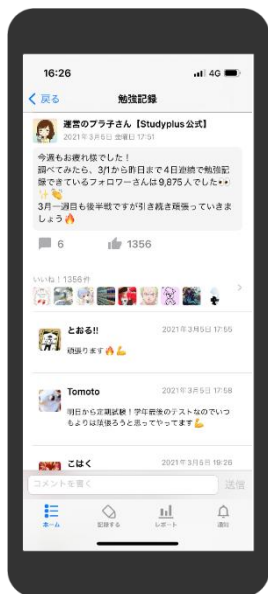 16:26
4G
戻る
勉強記録
運営のプラ子さん【Studyplus公式】
2021年3月5日 金曜日 17:51
今週もお疲れ様でした！
調べてみたら、3/1から昨日まで4日連続で勉強記
録できているフォロワーさんは9,875人でした👀
✨👏
3月一週目も後半戦ですが引き続き頑張っていきま
しょう🔥
6
1356
いいね！1356件
とおる!!
2021年3月5日 17:55
頑張ります🔥💪
Tomoto
2021年3月5日 17:58
明日から定期試験！学年最後のテストなのでいつ
もよりは頑張ろうと思ってやってます💪
こはく
2021年3月5日 19:26
コメントを書く
送信
ホーム
記録する
レポート
通知